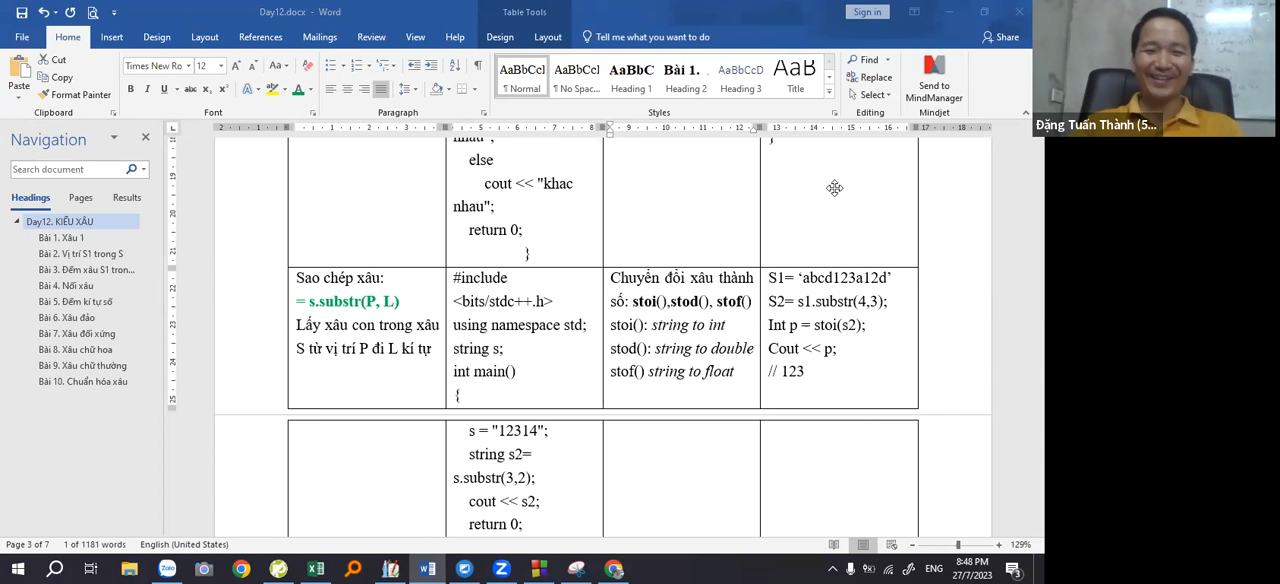 Day12.docx - Word
Table Tools
Sign in
File
Home
Insert
Design
Layout
References
Mailings
Review
View
Help
Design
Layout
Tell me what you want to do
Share
Paste
Cut
Copy
Format Painter
Clipboard
Times New Ro
12
Font
Paragraph
AaBbCcI
¶ Normal
AaBbCcI
¶ No Spac...
AaBbC
Heading 1
Bài 1.
Heading 2
AaBbCcD
Heading 3
AaB
Title
Styles
Find
Replace
Select
Editing
Send to
MindManager
Mindjet
Đặng Tuấn Thành (5...
Navigation
Search document
Headings
Pages
Results
Day12. KIỂU XÂU
Bài 1. Xâu 1
Bài 2. Vị trí S1 trong S
Bài 3. Đếm xâu S1 tron...
Bài 4. Nối xâu
Bài 5. Đếm kí tự số
Bài 6. Xâu đảo
Bài 7. Xâu đối xứng
Bài 8. Xâu chữ hoa
Bài 9. Xâu chữ thường
Bài 10. Chuẩn hóa xâu
nhau";
else
cout << "khac
nhau";
return 0;
}
}
Sao chép xâu:
= s.substr(P, L)
Lấy xâu con trong xâu
S từ vị trí P đi L kí tự
#include
<bits/stdc++.h>
using namespace std;
string s;
int main()
{
s = "12314";
string s2=
s.substr(3,2);
cout << s2;
return 0;
Chuyển đổi xâu thành
số: stoi(),stod(), stof()
stoi(): string to int
stod(): string to double
stof() string to float
S1= ‘abcd123a12d’
S2= s1.substr(4,3);
Int p = stoi(s2);
Cout << p;
// 123
Page 3 of 7
1 of 1181 words
English (United States)
129%
ENG
8:48 PM
27/7/2023